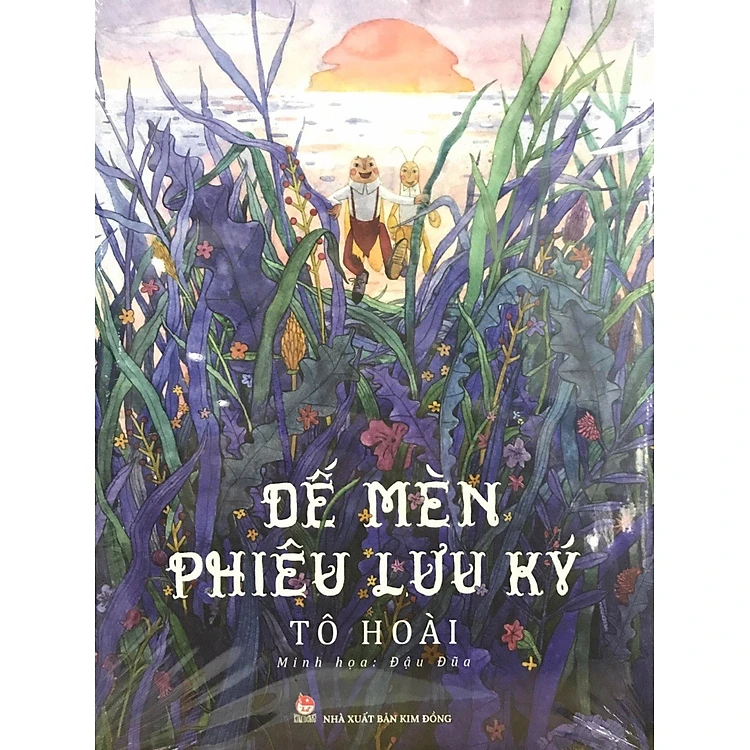 DẾ MÈN
PHIÊU LƯU KÝ
TÔ HOÀI
Minh họa: Đậu Đũa
NHÀ XUẤT BẢN KIM ĐỒNG